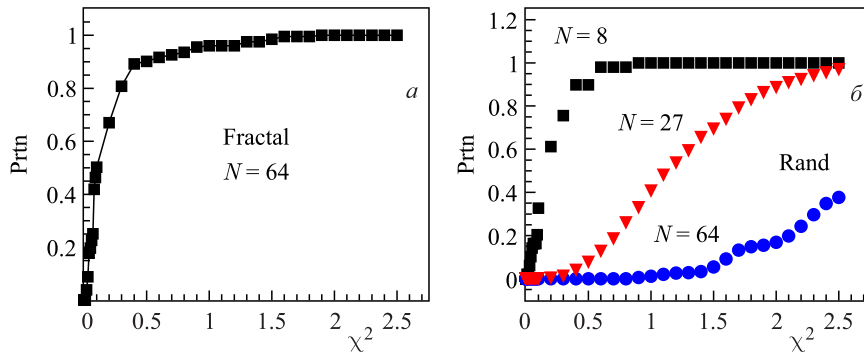 1
0.8
0.6
0.4
0.2
Prtn
0
0.5
1
1.5
2
2.5
χ²
Fractal
N = 64
а
1.2
1
0.8
0.6
0.4
0.2
0
Prtn
0
0.5
1
1.5
2
2.5
χ²
N = 8
б
N = 27
Rand
N = 64